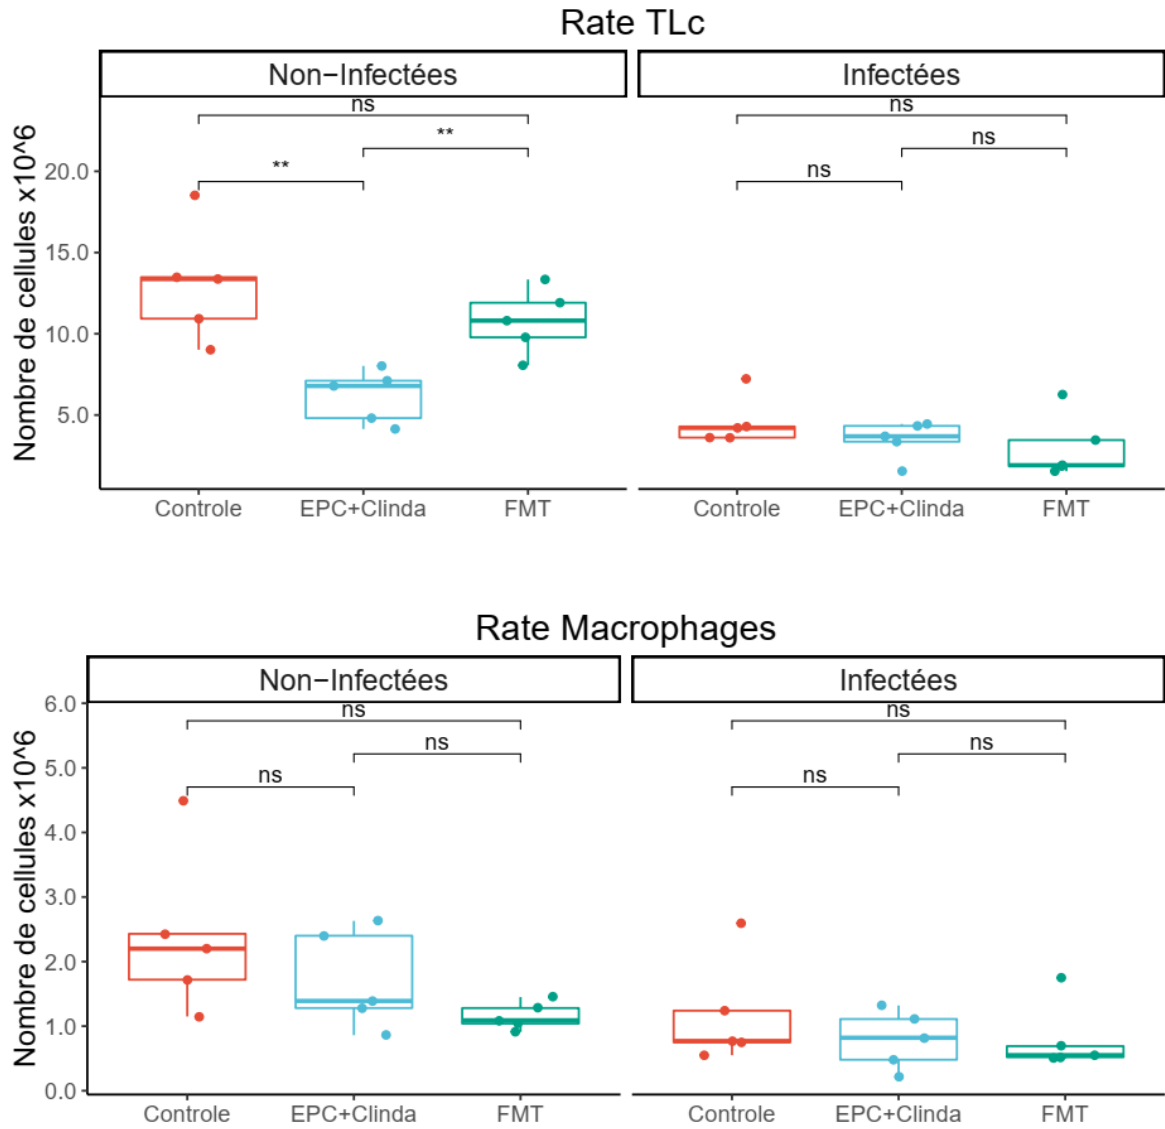 Rate TLc
Non−Infectées
Infectées
ns
**
**
ns
ns
ns
Nombre de cellules x10^6
20.0
15.0
10.0
5.0
Controle
EPC+Clinda
FMT
Controle
EPC+Clinda
FMT
Rate Macrophages
Non−Infectées
Infectées
ns
ns
ns
ns
ns
ns
Nombre de cellules x10^6
6.0
5.0
4.0
3.0
2.0
1.0
0.0
Controle
EPC+Clinda
FMT
Controle
EPC+Clinda
FMT